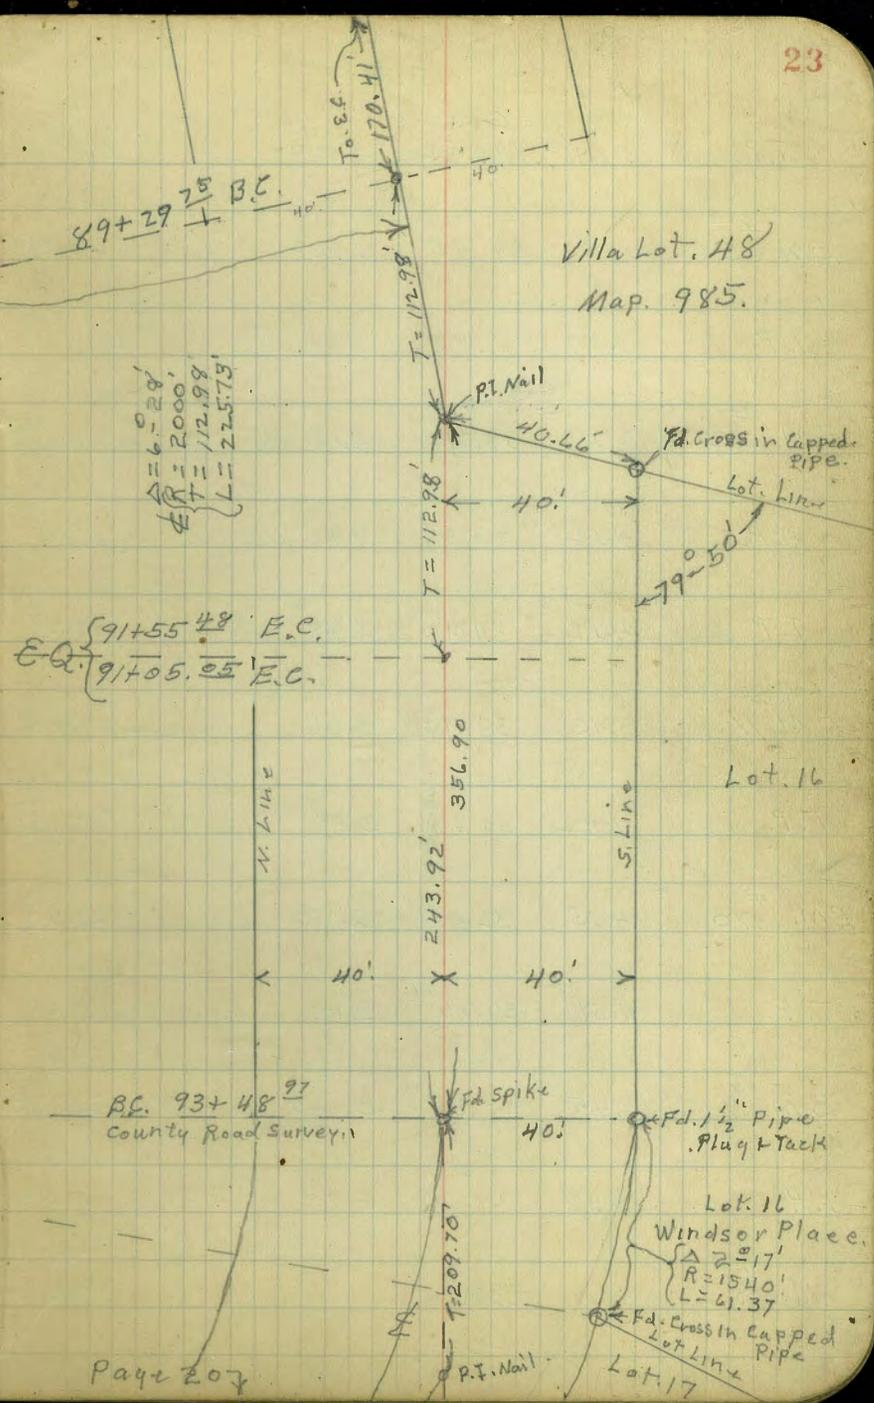 23
To E.C.
170.41'
89+29 25 B.C.
40'
40'
Villa Lot. 48
Map. 985.
T=112.98'
P.I. Nail
Δ=6°-28'
R=2000'
T=112.98'
L=225.73'
40.66'
Fd. Cross in Capped
Pipe.
Lot. Line
40.'
T=112.98'
79°-50'
EQ. 91+55 48 E.C.
91+05.05 E.C.
356.90
N. Line
S. Line
Lot. 16
243.92'
40'.
40'.
B.C. 93+48 97
County Road Survey.
Fd. Spike
40'.
Fd. 1½" Pipe
Plug & Tack
Lot. 16
Windsor Place.
Δ 2°17'
R=1540'
L=61.37
T=209.70'
Fd. Cross in Capped
Pipe
Lot Line
Lot. 17
P.I. Nail.
Page 207